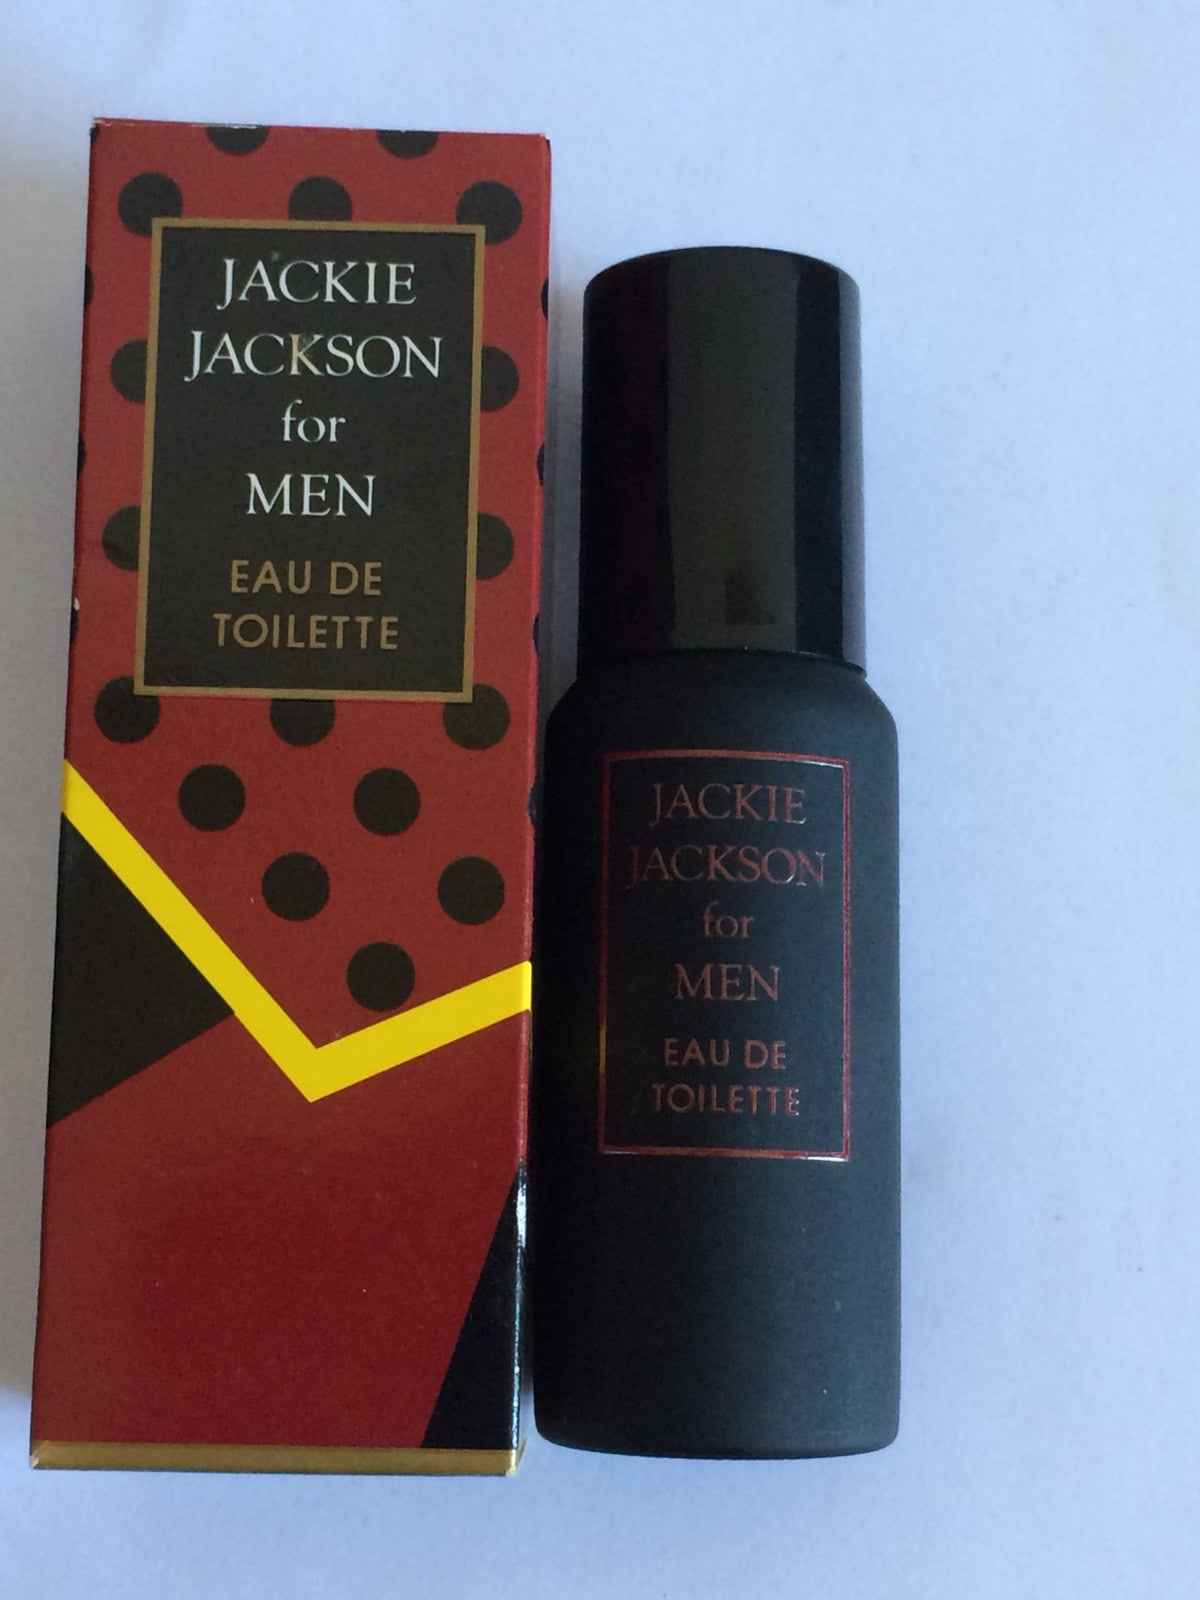 JACKIE
JACKSON
for
MEN
EAU DE
TOILETTE
JACKIE
JACKSON
for
MEN
EAU DE
TOILETTE